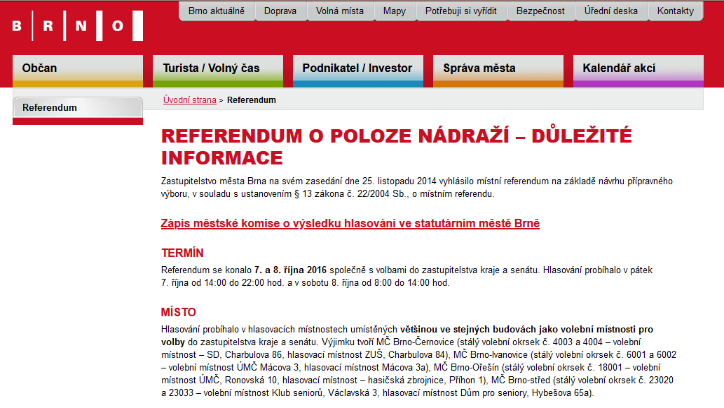 BRNO
Brno aktuálně Doprava Volná místa Mapy Potřebuji si vyřídit Bezpečnost Úřední deska Kontakty
Občan Turista / Volný čas Podnikatel / Investor Správa města Kalendář akcí
Referendum
Úvodní strana > Referendum
REFERENDUM O POLOZE NÁDRAŽÍ – DŮLEŽITÉ
INFORMACE
Zastupitelstvo města Brna na svém zasedání dne 25. listopadu 2014 vyhlásilo místní referendum na základě návrhu přípravného
výboru, v souladu s ustanovením § 13 zákona č. 22/2004 Sb., o místním referendu.
Zápis městské komise o výsledku hlasování ve statutárním městě Brně
TERMÍN
Referendum se konalo 7. a 8. října 2016 společně s volbami do zastupitelstva kraje a senátu. Hlasování probíhalo v pátek
7. říjno od 14:00 do 22:00 hod. a v sobotu 8. října od 8:00 do 14:00 hod.
MÍSTO
Hlasování probíhalo v hlasovacích místnostech umístěných většinou ve stejných budovách jako volební místnosti pro
volby do zastupitelstva kraje a senátu. Výjimku tvoří MČ Brno-Černovice (stálý volební okrsek č. 4003 a 4004 – volební
místnost – SD, Charbulova 86, hlasovací místnost ZUŠ, Charbulova 84), MČ Brno-Ivanovice (stálý volební okrsek č. 6001 a 6002
– volební místnost ÚMČ Mácova 3, hlasovací místnost Mácova 3a), MČ Brno-Ořešín (stálý volební okrsek č. 18001 – volební
místnost ÚMČ, Ronovská 10, hlasovací místnost – hasičská zbrojnice, Příhon 1), MČ Brno-střed (stálý volební okrsek č. 23020
a 23033 – volební místnost Klub seniorů, Václavská 3, hlasovací místnost Dům pro seniory, Hybešova 65a).